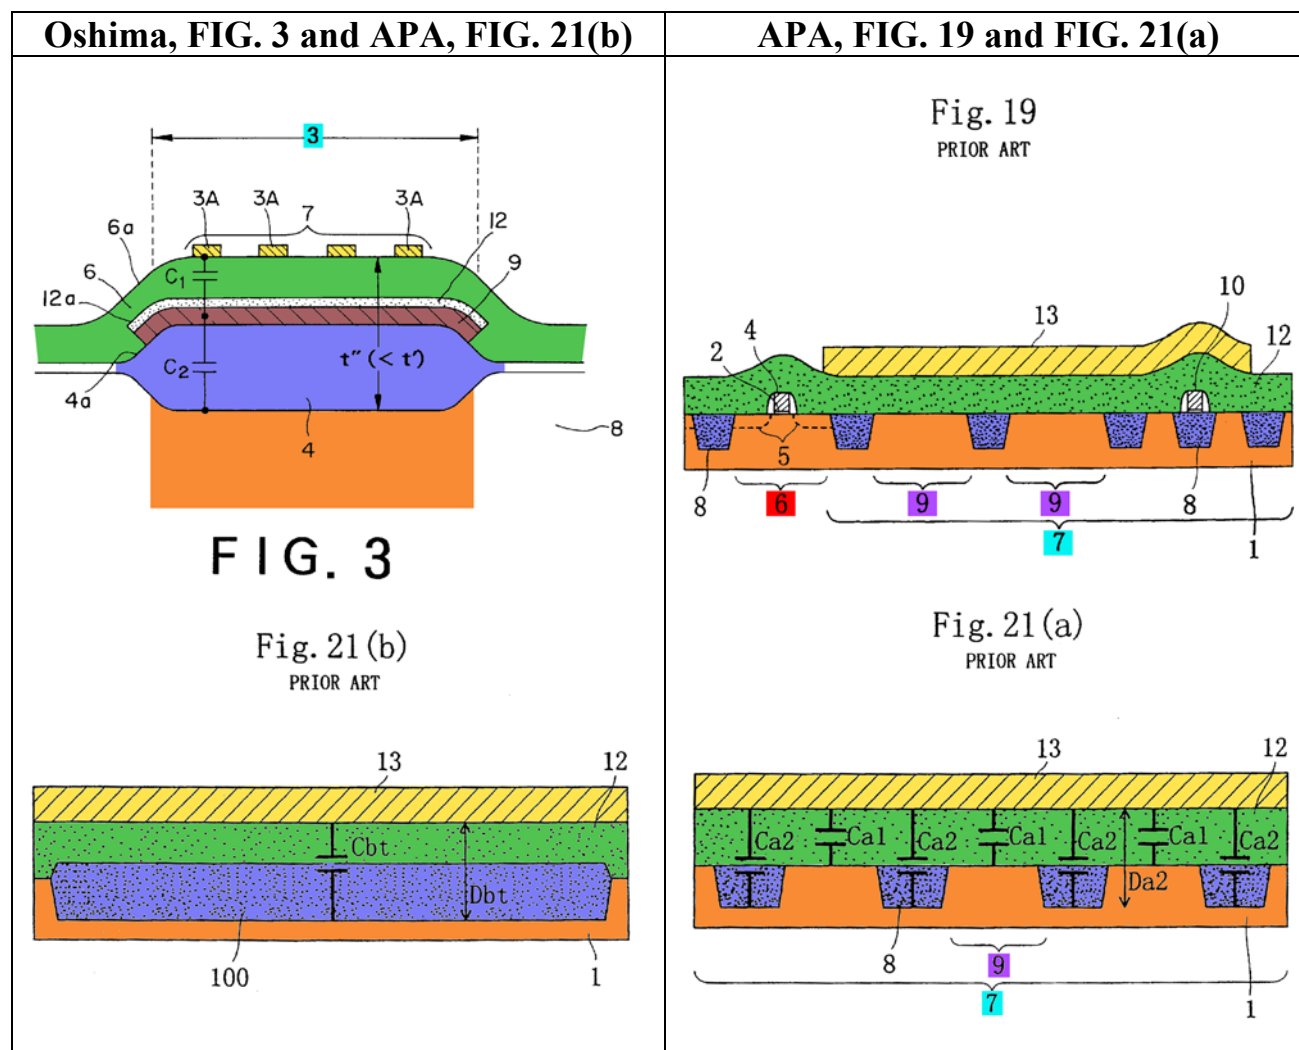 Oshima, FIG. 3 and APA, FIG. 21(b)
3
3A 3A 7 3A 12
6a
9
6
C1
12a
C2
t" (< t')
4a
4
8
FIG. 3
Fig. 21(b)
PRIOR ART
13 12
Cbt
Dbt
100 1
APA, FIG. 19 and FIG. 21(a)
Fig. 19
PRIOR ART
13 10
2 4 12
5
8 6 9 9 8
7 1
Fig. 21(a)
PRIOR ART
13 12
Ca2 Ca1 Ca2 Ca1 Ca2 Ca1 Ca2
Da2
8 9
7 1